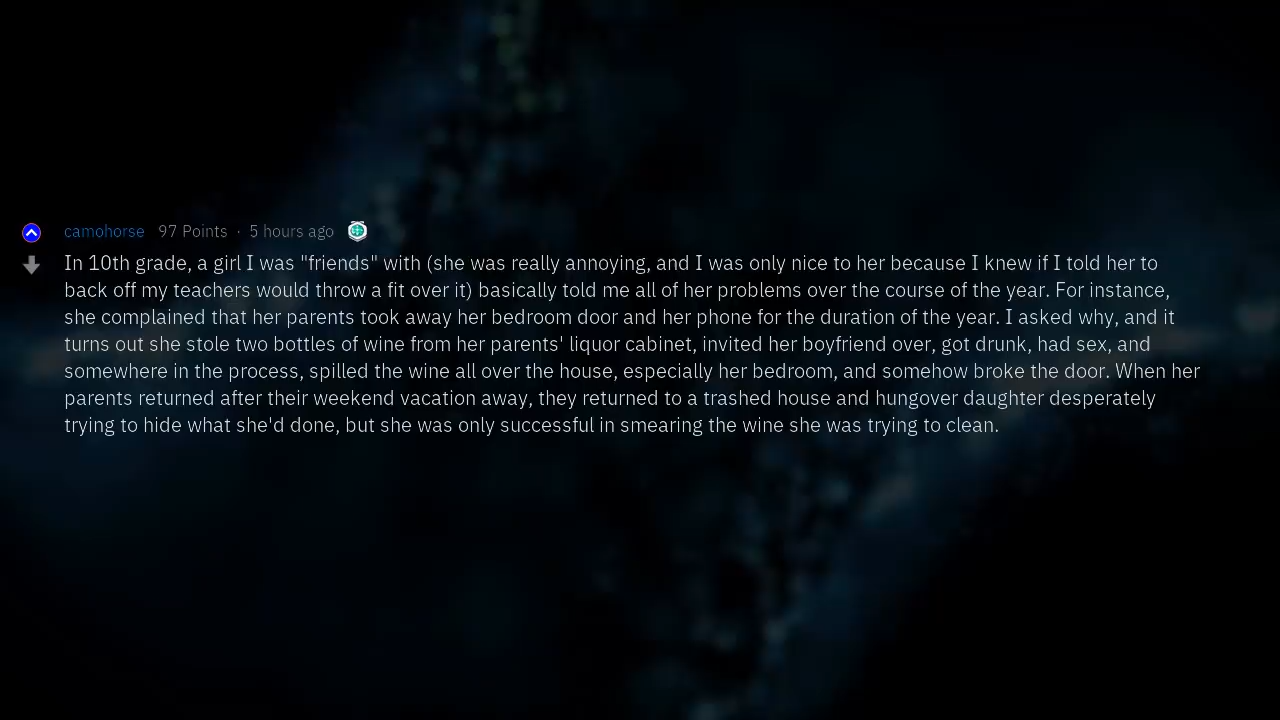 camohorse 97 Points · 5 hours ago
In 10th grade, a girl I was "friends" with (she was really annoying, and I was only nice to her because I knew if I told her to
back off my teachers would throw a fit over it) basically told me all of her problems over the course of the year. For instance,
she complained that her parents took away her bedroom door and her phone for the duration of the year. I asked why, and it
turns out she stole two bottles of wine from her parents' liquor cabinet, invited her boyfriend over, got drunk, had sex, and
somewhere in the process, spilled the wine all over the house, especially her bedroom, and somehow broke the door. When her
parents returned after their weekend vacation away, they returned to a trashed house and hungover daughter desperately
trying to hide what she'd done, but she was only successful in smearing the wine she was trying to clean.